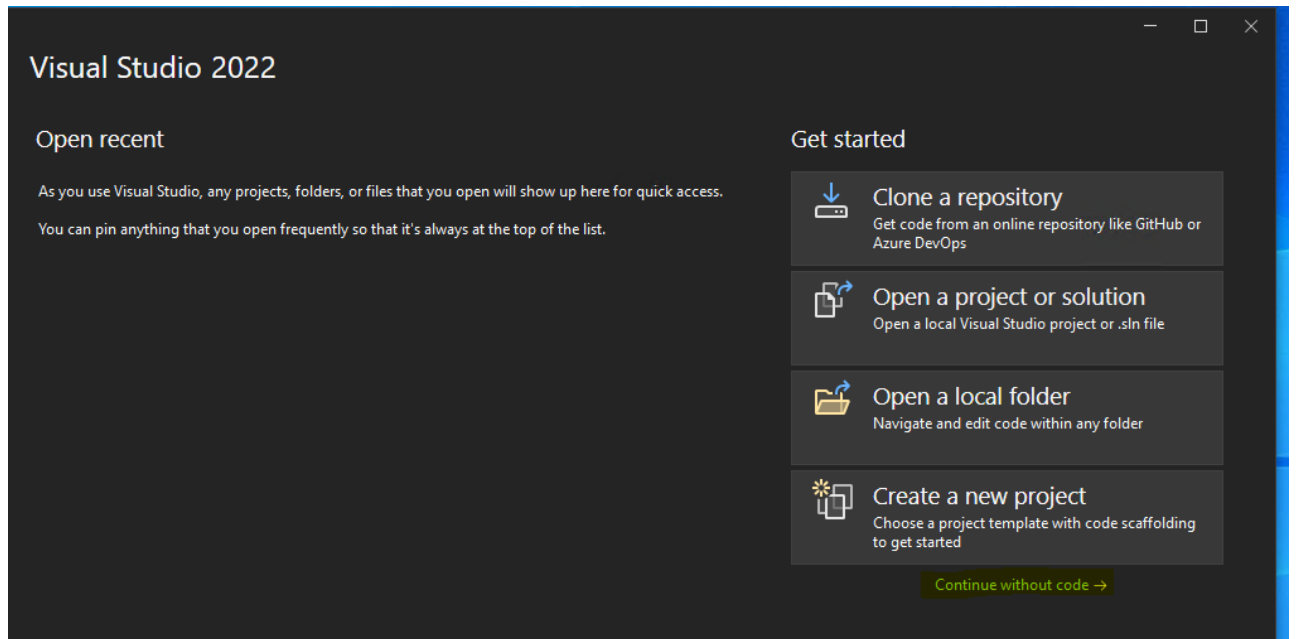 Visual Studio 2022
Open recent
As you use Visual Studio, any projects, folders, or files that you open will show up here for quick access.
You can pin anything that you open frequently so that it's always at the top of the list.
Get started
Clone a repository
Get code from an online repository like GitHub or
Azure DevOps
Open a project or solution
Open a local Visual Studio project or .sln file
Open a local folder
Navigate and edit code within any folder
Create a new project
Choose a project template with code scaffolding
to get started
Continue without code →